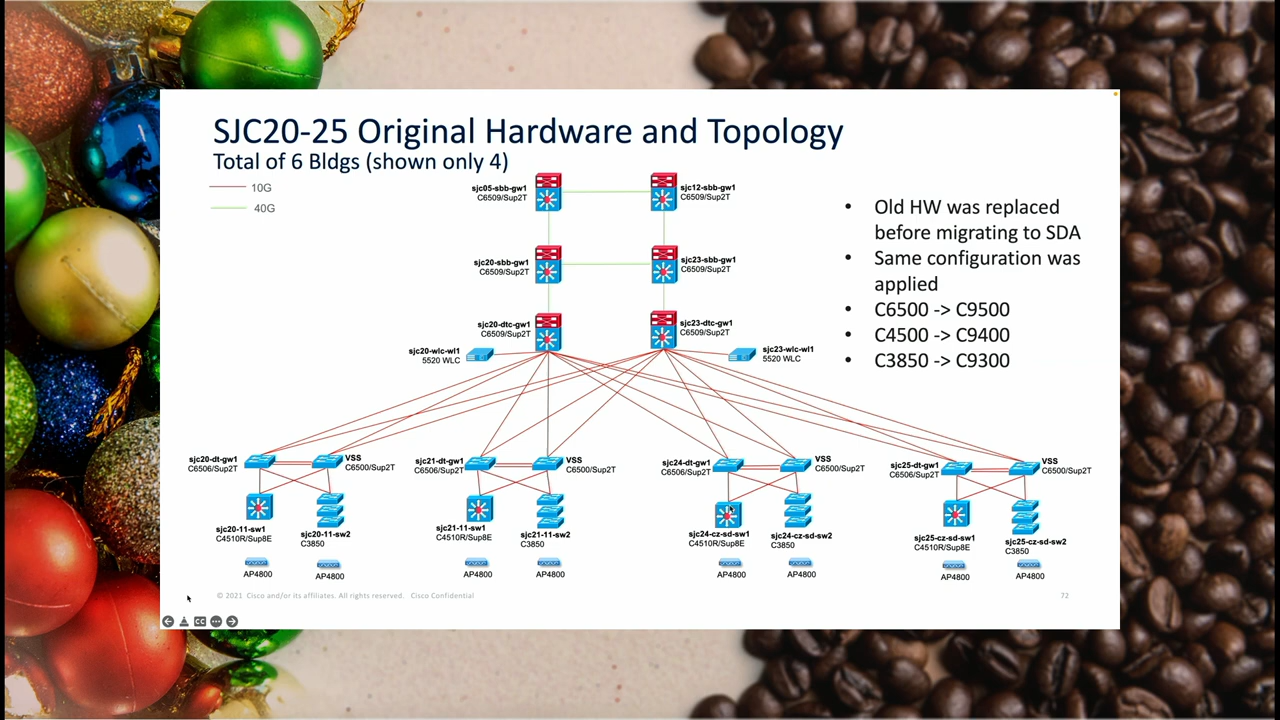 SJC20-25 Original Hardware and Topology
Total of 6 Bldgs (shown only 4)
10G
40G
sjc05-sbb-gw1
C6509/Sup2T
sjc12-sbb-gw1
C6509/Sup2T
sjc20-sbb-gw1
C6509/Sup2T
sjc23-sbb-gw1
C6509/Sup2T
sjc20-dtc-gw1
C6509/Sup2T
sjc23-dtc-gw1
C6509/Sup2T
sjc20-wlc-wl1
5520 WLC
sjc23-wlc-wl1
5520 WLC
• Old HW was replaced
before migrating to SDA
• Same configuration was
applied
• C6500 -> C9500
• C4500 -> C9400
• C3850 -> C9300
sjc20-dt-gw1
C6506/Sup2T
VSS
C6500/Sup2T
sjc21-dt-gw1
C6506/Sup2T
VSS
C6500/Sup2T
sjc24-dt-gw1
C6506/Sup2T
VSS
C6500/Sup2T
sjc25-dt-gw1
C6506/Sup2T
VSS
C6500/Sup2T
sjc20-11-sw1
C4510R/Sup8E
sjc20-11-sw2
C3850
sjc21-11-sw1
C4510R/Sup8E
sjc21-11-sw2
C3850
sjc24-cz-sd-sw1
C4510R/Sup8E
sjc24-cz-sd-sw2
C3850
sjc25-cz-sd-sw1
C4510R/Sup8E
sjc25-cz-sd-sw2
C3850
AP4800
AP4800
AP4800
AP4800
AP4800
AP4800
AP4800
AP4800
© 2021 Cisco and/or its affiliates. All rights reserved. Cisco Confidential
72
CC